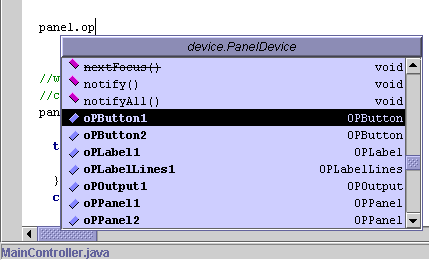 panel.op
device.PanelDevice
nextFocus() void
//w
notify() void
//c
notifyAll() void
pan
oPButton1 OPButton
oPButton2 OPButton
t
oPLabel1 OPLabel
oPLabelLines1 OPLabelLines
}
oPOutput1 OPOutput
c
oPPanel1 OPPanel
oPPanel2 OPPanel
MainController.java